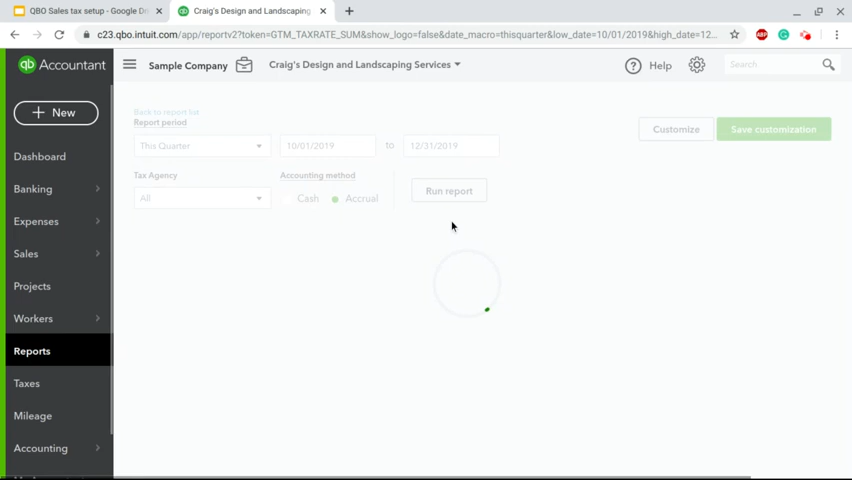 QBO Sales tax setup - Google Dr
Craig's Design and Landscaping
c23.qbo.intuit.com/app/reportv2?token=GTM_TAXRATE_SUM&show_logo=false&date_macro=thisquarter&low_date=10/01/2019&high_date=12...
ABP
qb Accountant
Sample Company
Craig's Design and Landscaping Services
Help
Search
+ New
Dashboard
Banking
Expenses
Sales
Projects
Workers
Reports
Taxes
Mileage
Accounting
Back to report list
Report period
This Quarter
10/01/2019
to
12/31/2019
Customize
Save customization
Tax Agency
Accounting method
All
Cash
Accrual
Run report